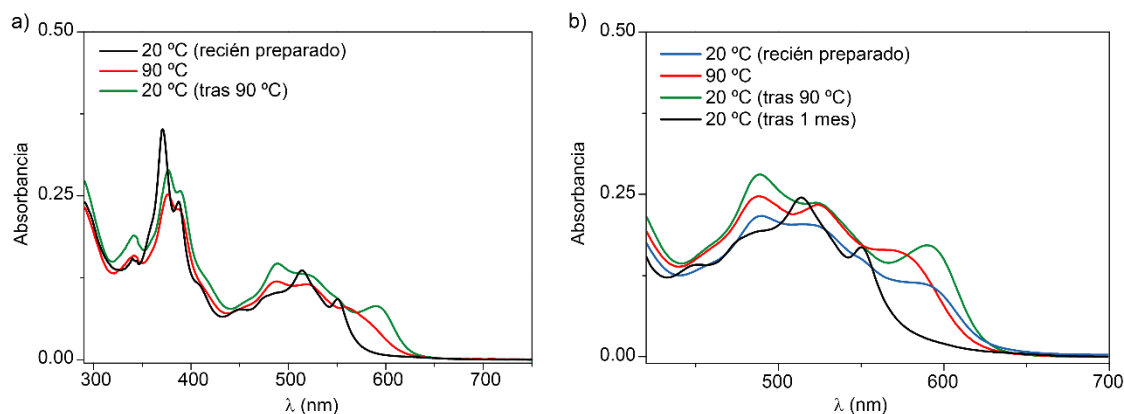 a)
0.50
0.25
0.00
Absorbancia
20 ºC (recién preparado)
90 ºC
20 ºC (tras 90 ºC)
300
400
500
600
700
λ (nm)
b)
0.50
0.25
0.00
Absorbancia
20 ºC (recién preparado)
90 ºC
20 ºC (tras 90 ºC)
20 ºC (tras 1 mes)
500
600
700
λ (nm)